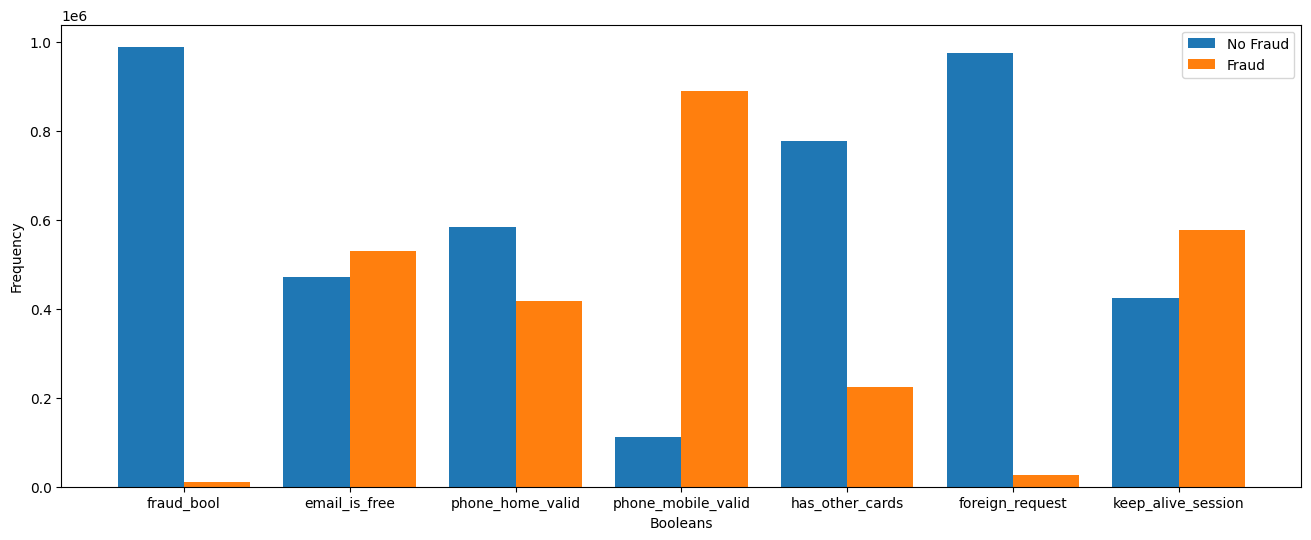 1e6
1.0
0.8
0.6
0.4
0.2
0.0
Frequency
No Fraud
Fraud
fraud_bool email_is_free phone_home_valid phone_mobile_valid has_other_cards foreign_request keep_alive_session
Booleans